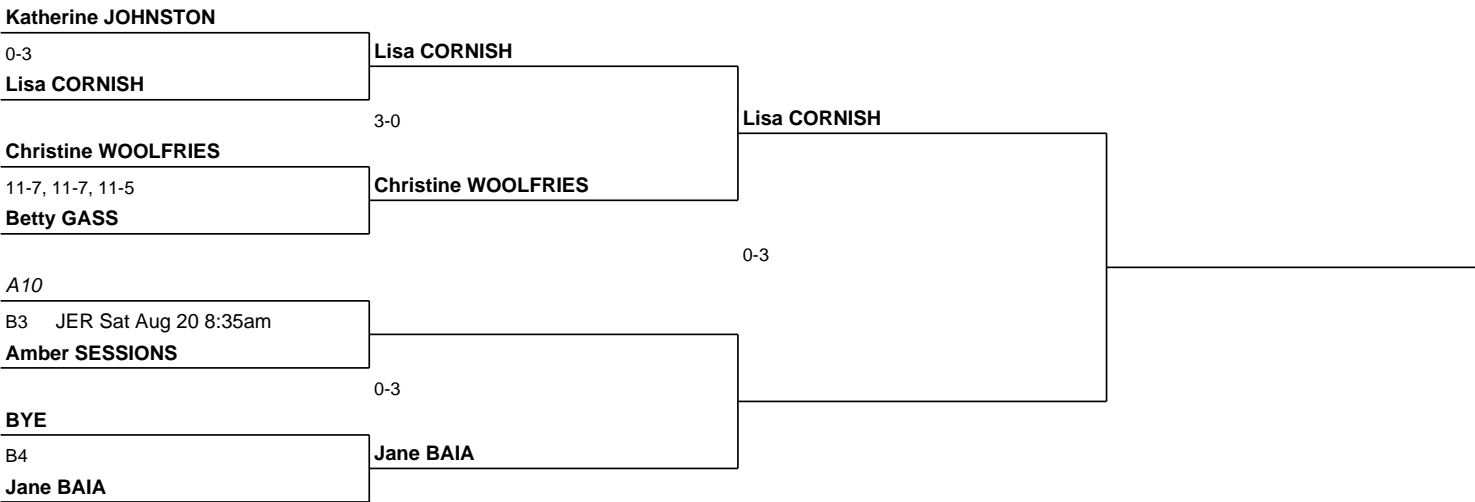 Katherine JOHNSTON
0-3
Lisa CORNISH
Lisa CORNISH
3-0
Lisa CORNISH
Christine WOOLFRIES
11-7, 11-7, 11-5
Christine WOOLFRIES
Betty GASS
0-3
A10
B3 JER Sat Aug 20 8:35am
Amber SESSIONS
0-3
BYE
B4
Jane BAIA
Jane BAIA